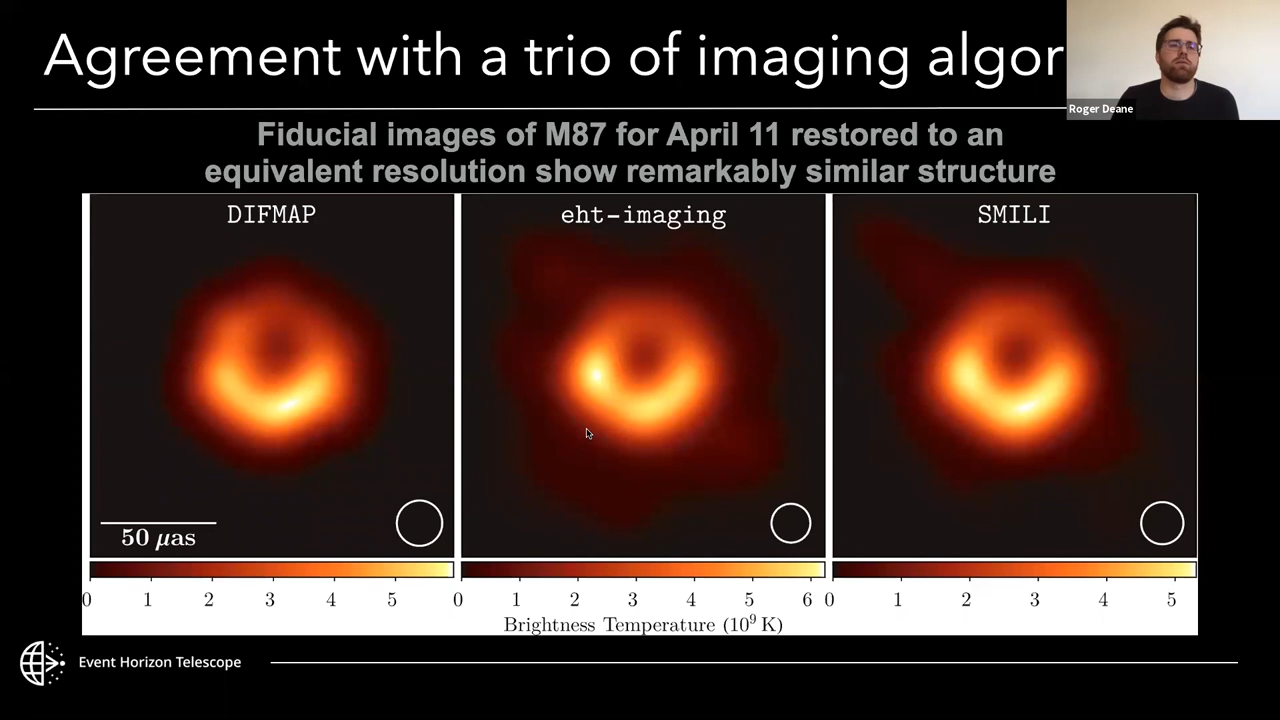 Agreement with a trio of imaging algor
Roger Deane
Fiducial images of M87 for April 11 restored to an
equivalent resolution show remarkably similar structure
DIFMAP
eht-imaging
SMILI
50 μas
0 1 2 3 4 5
0 1 2 3 4 5 6
0 1 2 3 4 5
Brightness Temperature (10⁹ K)
Event Horizon Telescope